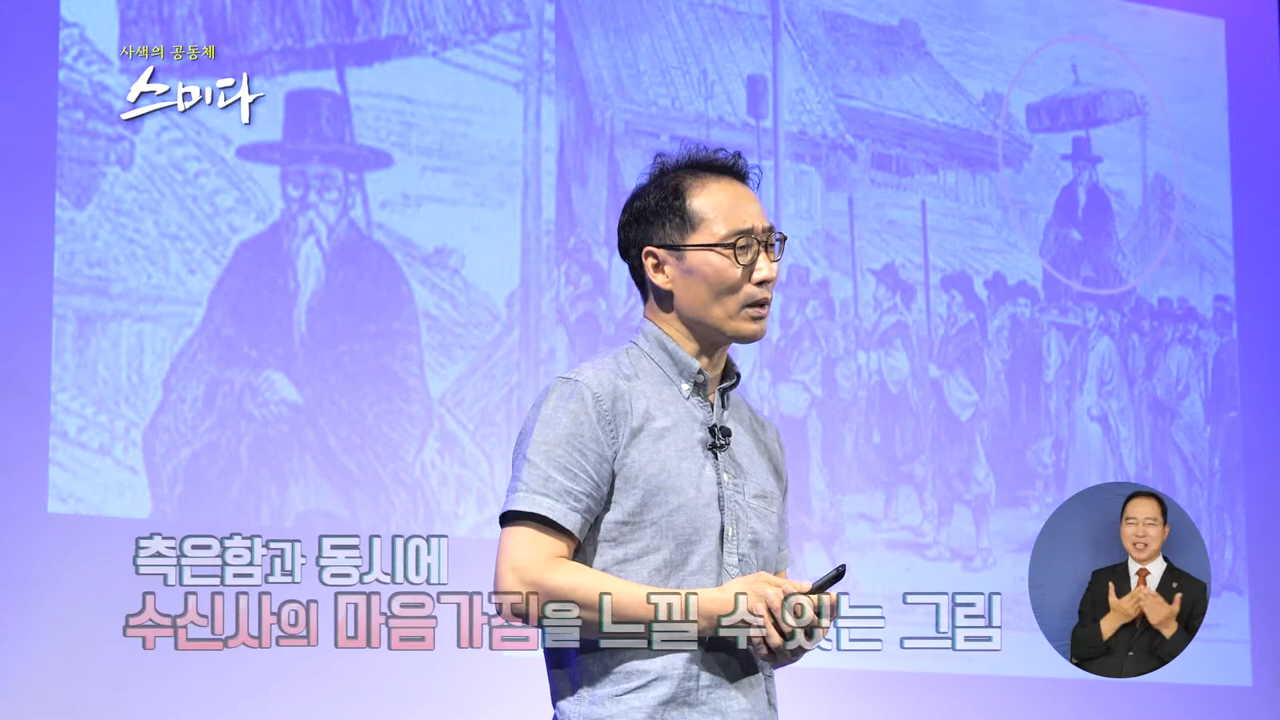 사색의 공동체
스미다
측은함과 동시에
수신사의 마음가짐을 느낄 수 있는 그림